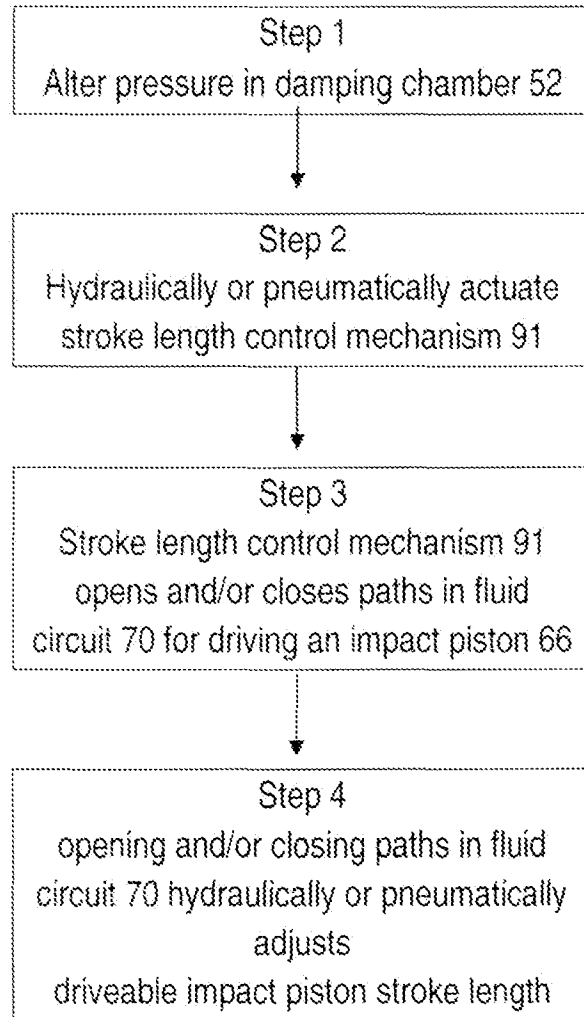 Step 1
Alter pressure in damping chamber 52
Step 2
Hydraulically or pneumatically actuate
stroke length control mechanism 91
Step 3
Stroke length control mechanism 91
opens and/or closes paths in fluid
circuit 70 for driving an impact piston 66
Step 4
opening and/or closing paths in fluid
circuit 70 hydraulically or pneumatically
adjusts
driveable impact piston stroke length